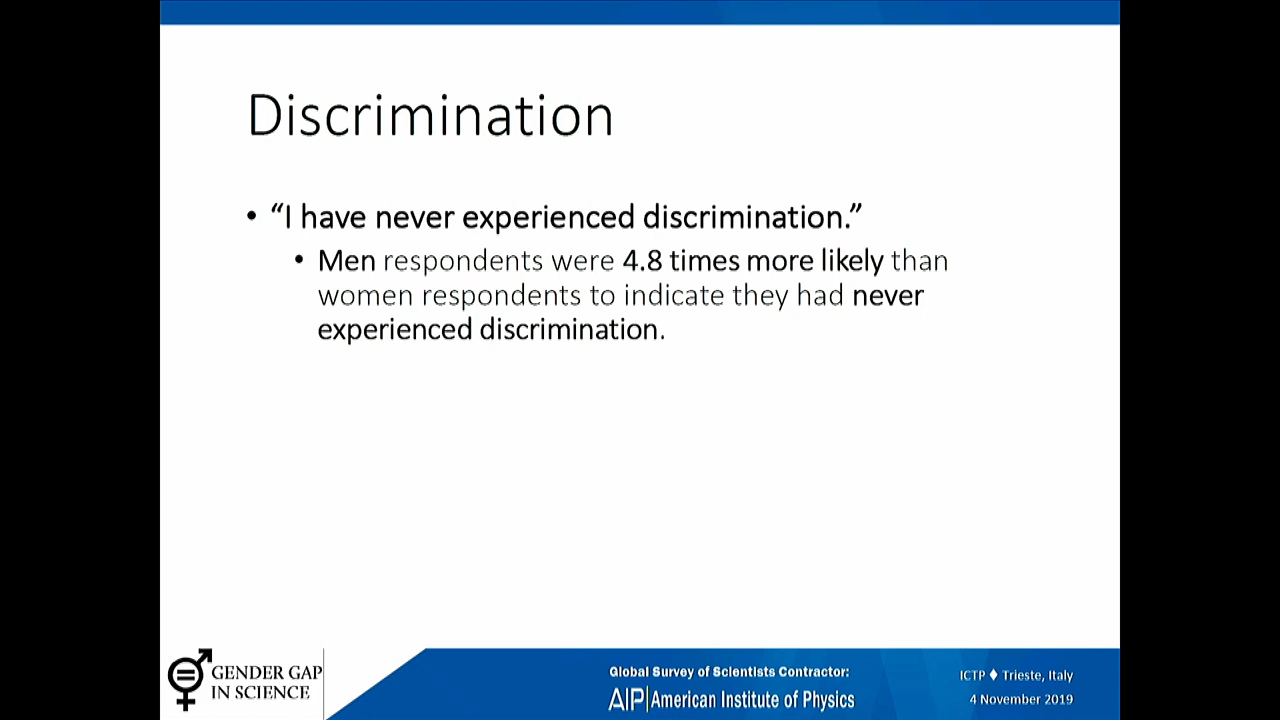 Discrimination
• “I have never experienced discrimination.”
• Men respondents were 4.8 times more likely than
women respondents to indicate they had never
experienced discrimination.
GENDER GAP
IN SCIENCE
Global Survey of Scientists Contractor:
AIP|American Institute of Physics
ICTP ♦ Trieste, Italy
4 November 2019